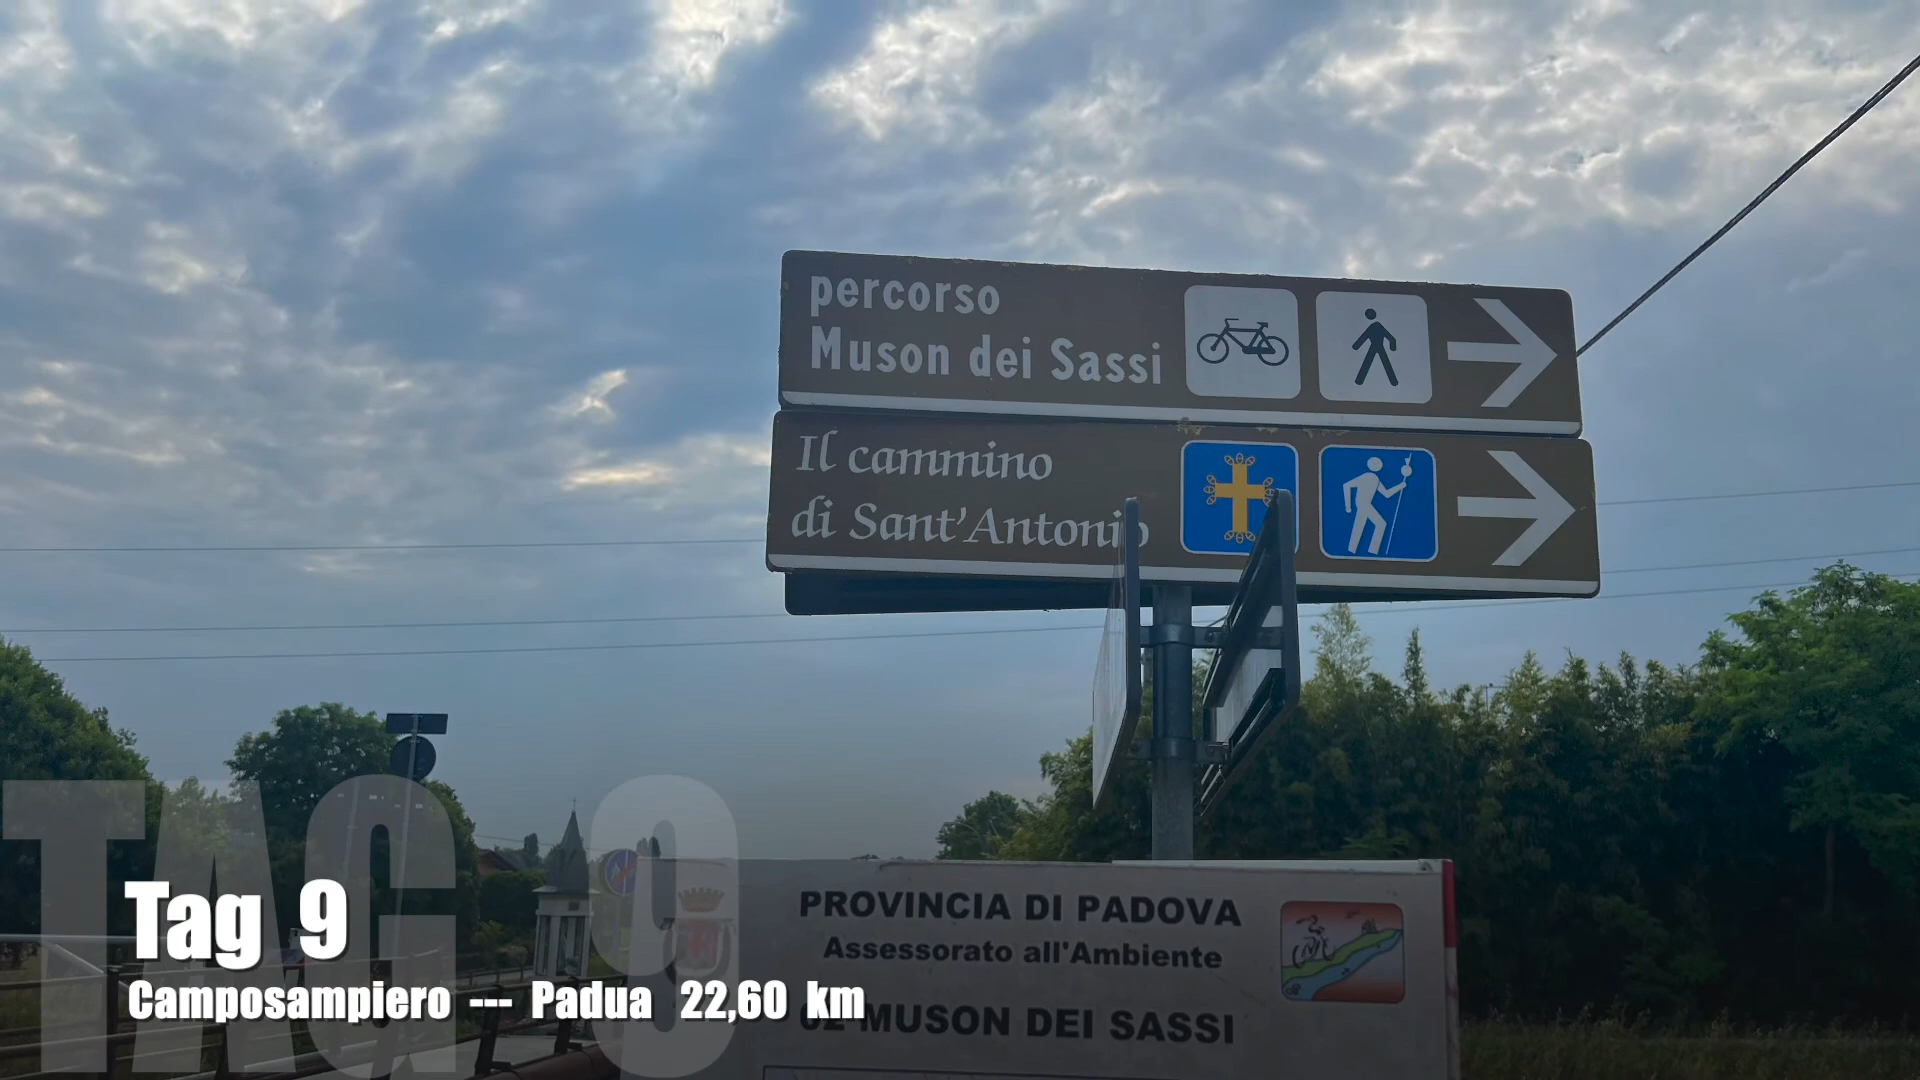 percorso
Muson dei Sassi
Il cammino
di Sant'Antonio
PROVINCIA DI PADOVA
Assessorato all'Ambiente
02 MUSON DEI SASSI
TAG 9
Tag 9
Camposampiero --- Padua 22,60 km